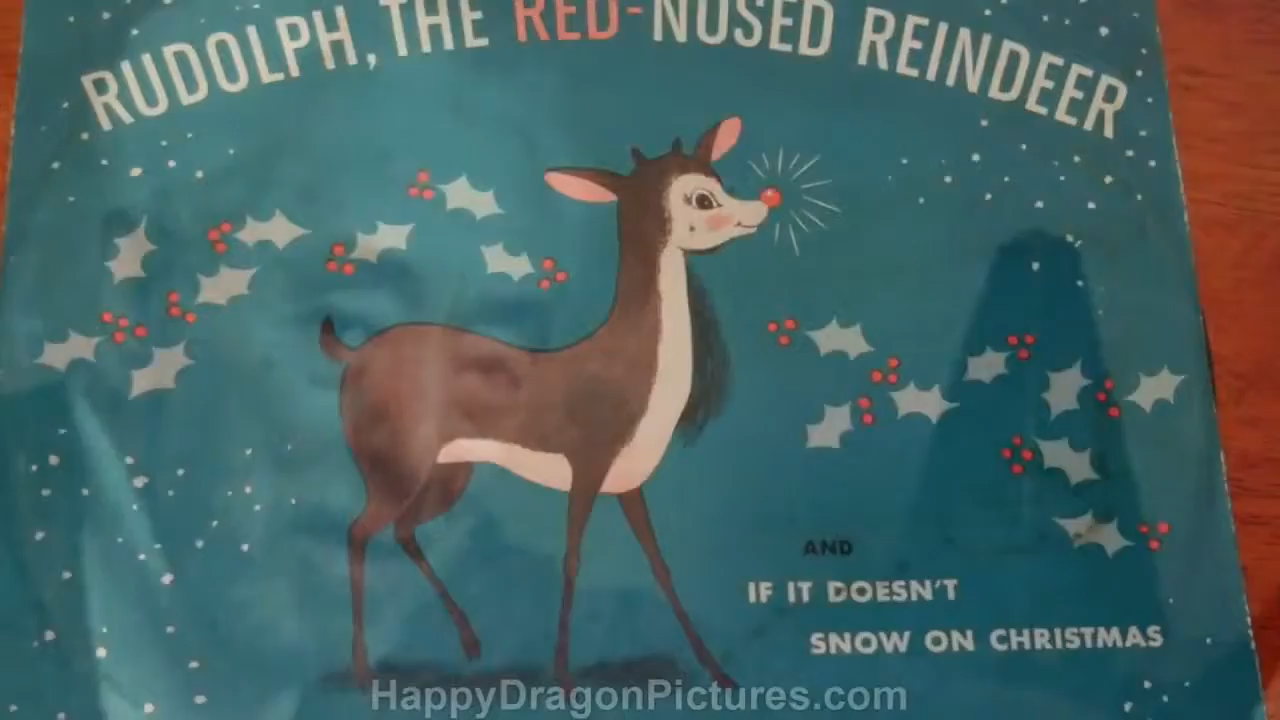 RUDOLPH, THE RED-NOSED REINDEER
AND
IF IT DOESN'T
SNOW ON CHRISTMAS
HappyDragonPictures.com